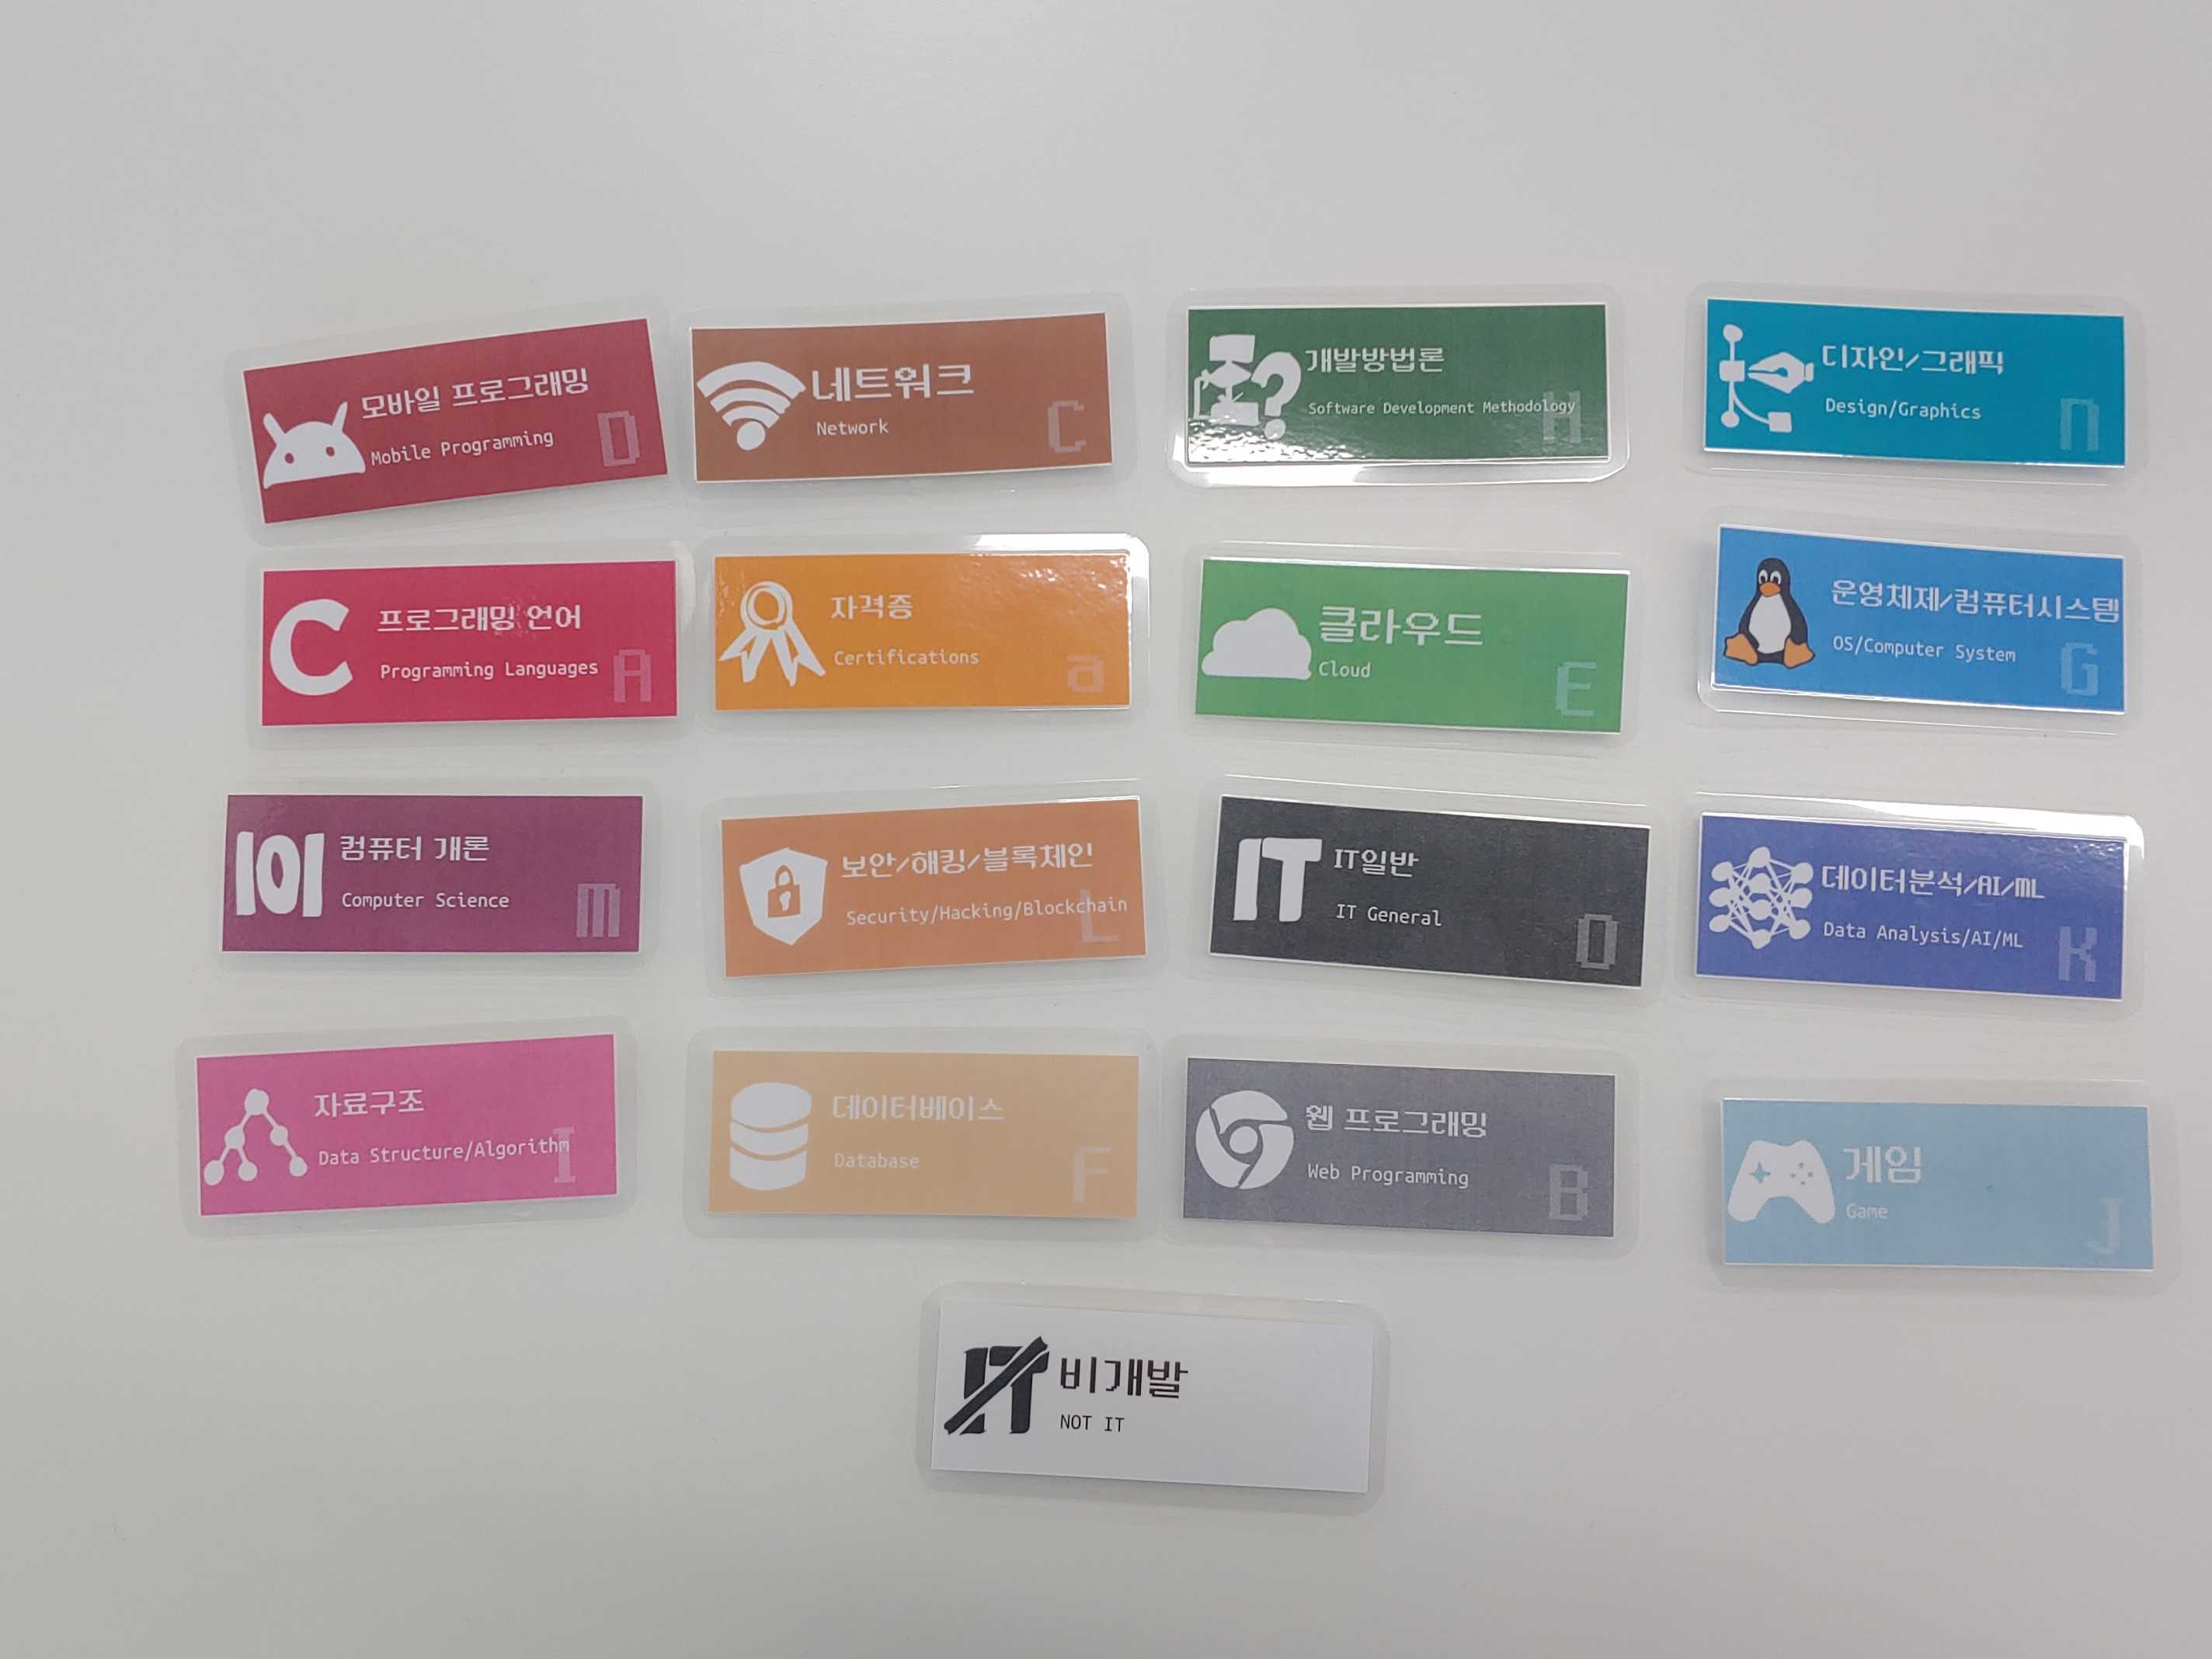 모바일 프로그래밍
Mobile Programming
D
네트워크
Network
C
개발방법론
Software Development Methodology
H
디자인/그래픽
Design/Graphics
n
C
프로그래밍 언어
Programming Languages
A
자격증
Certifications
a
클라우드
Cloud
E
운영체제/컴퓨터시스템
OS/Computer System
G
101
컴퓨터 개론
Computer Science
m
보안/해킹/블록체인
Security/Hacking/Blockchain
L
IT
IT일반
IT General
O
데이터분석/AI/ML
Data Analysis/AI/ML
K
자료구조
Data Structure/Algorithm
I
데이터베이스
Database
F
웹 프로그래밍
Web Programming
B
게임
Game
J
IT
비개발
NOT IT